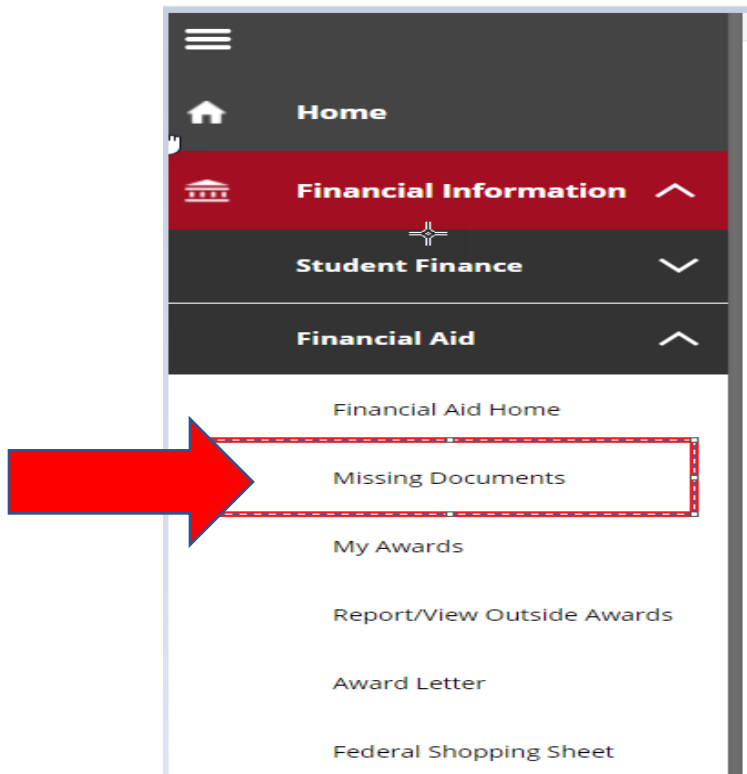 Home
Financial Information
Student Finance
Financial Aid
Financial Aid Home
Missing Documents
My Awards
Report/View Outside Awards
Award Letter
Federal Shopping Sheet